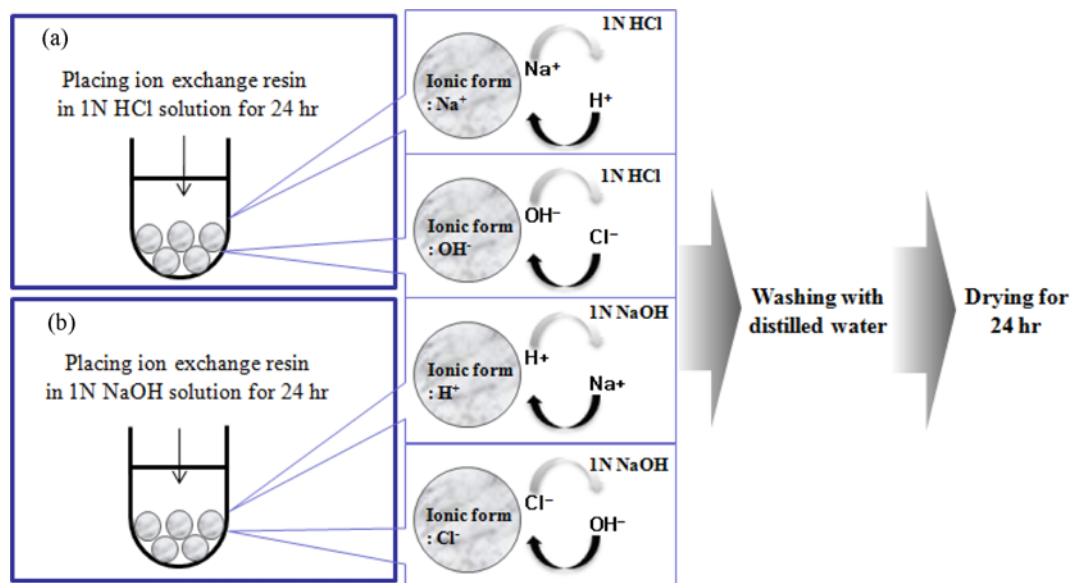 (a)
Placing ion exchange resin
in 1N HCl solution for 24 hr
1N HCl
Ionic form
: Na⁺
Na⁺
H⁺
1N HCl
Ionic form
: OH⁻
OH⁻
Cl⁻
(b)
Placing ion exchange resin
in 1N NaOH solution for 24 hr
1N NaOH
Ionic form
: H⁺
H+
Na+
1N NaOH
Ionic form
: Cl⁻
Cl⁻
OH⁻
Washing with
distilled water
Drying for
24 hr